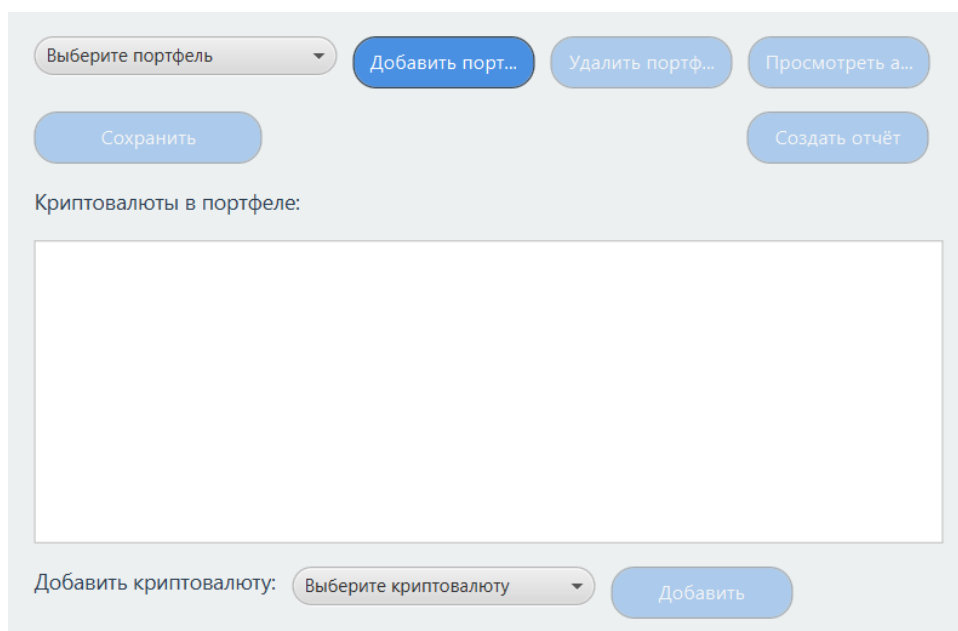 Выберите портфель
Добавить порт...
Удалить портф...
Просмотреть а...
Сохранить
Создать отчёт
Криптовалюты в портфеле:
Добавить криптовалюту:
Выберите криптовалюту
Добавить